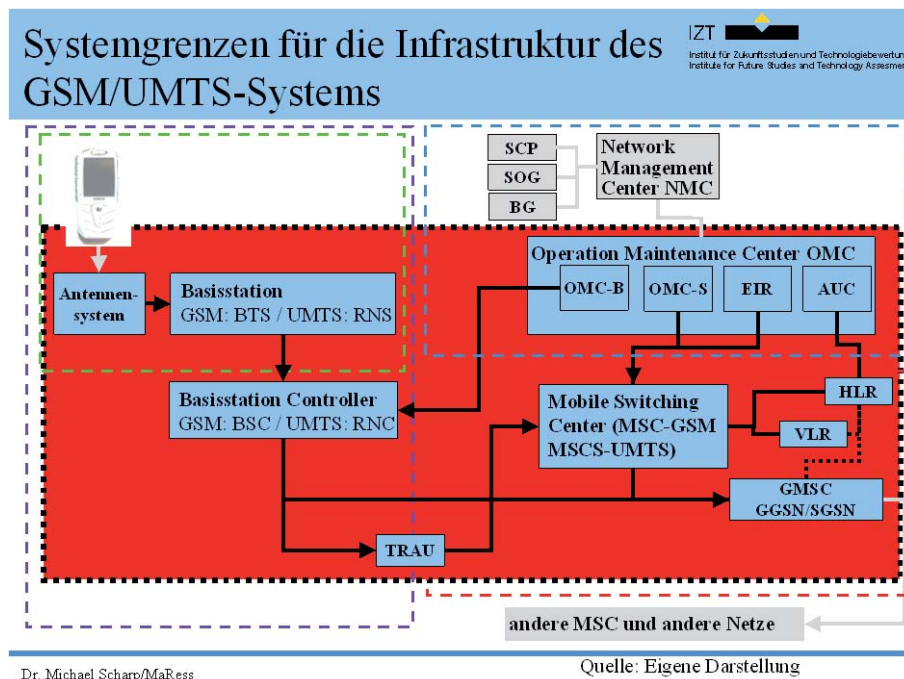 Systemgrenzen für die Infrastruktur des
GSM/UMTS-Systems
IZT
Institut für Zukunftsstudien und Technologiebewertun
Institute for Future Studies and Technology Assesmen
SCP
SOG
BG
Network
Management
Center NMC
Operation Maintenance Center OMC
OMC-B
OMC-S
EIR
AUC
Antennen-
system
Basisstation
GSM: BTS / UMTS: RNS
Basisstation Controller
GSM: BSC / UMTS: RNC
Mobile Switching
Center (MSC-GSM
MSCS-UMTS)
HLR
VLR
GMSC
GGSN/SGSN
TRAU
andere MSC und andere Netze
Dr. Michael Scharp/MaRess
Quelle: Eigene Darstellung